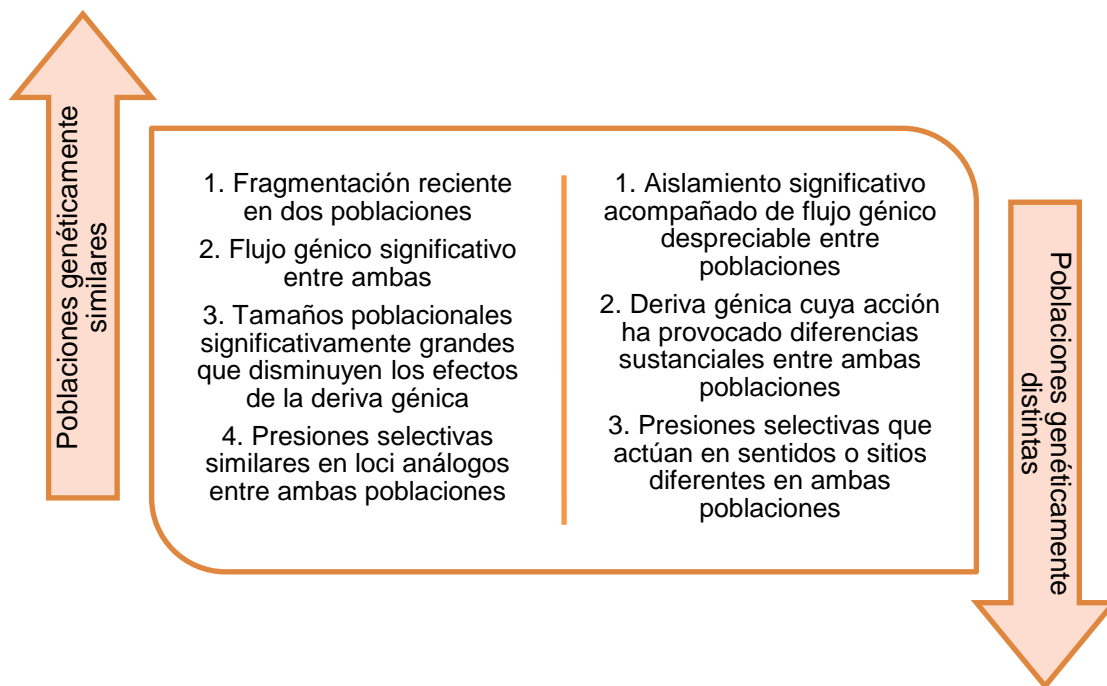 Poblaciones genéticamente
similares
1. Fragmentación reciente
en dos poblaciones
2. Flujo génico significativo
entre ambas
3. Tamaños poblacionales
significativamente grandes
que disminuyen los efectos
de la deriva génica
4. Presiones selectivas
similares en loci análogos
entre ambas poblaciones
1. Aislamiento significativo
acompañado de flujo génico
despreciable entre
poblaciones
2. Deriva génica cuya acción
ha provocado diferencias
sustanciales entre ambas
poblaciones
3. Presiones selectivas que
actúan en sentidos o sitios
diferentes en ambas
poblaciones
Poblaciones genéticamente
distintas